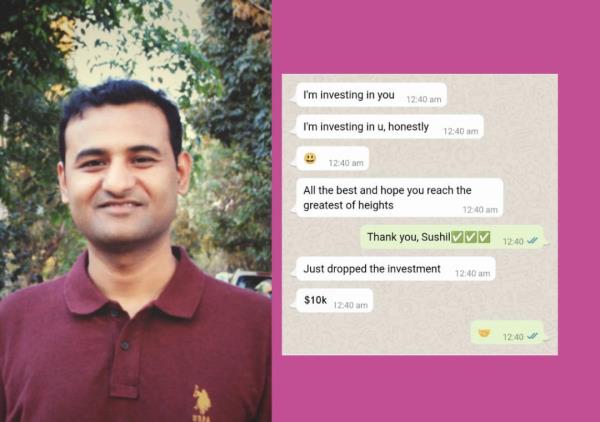 I'm investing in you 12:40 am
I'm investing in u, honestly 12:40 am
😃 12:40 am
All the best and hope you reach the
greatest of heights 12:40 am
Thank you, Sushil✅✅✅ 12:40
Just dropped the investment 12:40 am
$10k 12:40 am
🤝 12:40
USPA